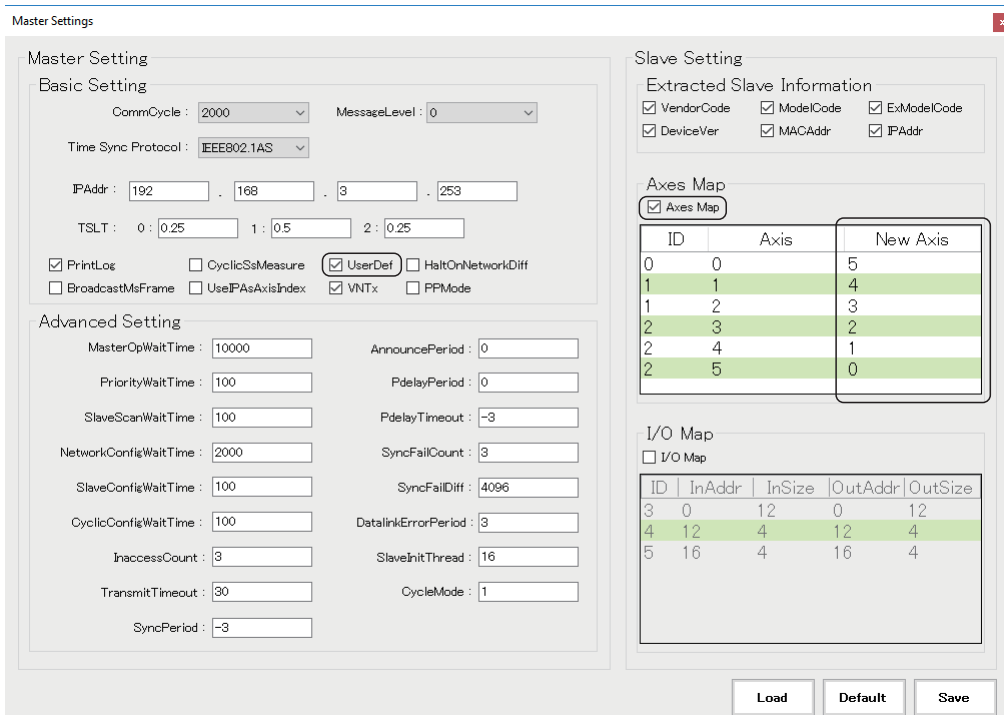 Master Settings
Master Setting
Basic Setting
CommCycle : 2000 MessageLevel : 0
Time Sync Protocol : IEEE802.1AS
IPAddr : 192 . 168 . 3 . 253
TSLT : 0 : 0.25 1 : 0.5 2 : 0.25
PrintLog CyclicSsMeasure UserDef HaltOnNetworkDiff
BroadcastMsFrame UseIPAsAxisIndex VNTx PPMode
Advanced Setting
MasterOpWaitTime : 10000 AnnouncePeriod : 0
PriorityWaitTime : 100 PdelayPeriod : 0
SlaveScanWaitTime : 100 PdelayTimeout : -3
NetworkConfigWaitTime : 2000 SyncFailCount : 3
SlaveConfigWaitTime : 100 SyncFailDiff : 4096
CyclicConfigWaitTime : 100 DatalinkErrorPeriod : 3
InaccessCount : 3 SlaveInitThread : 16
TransmitTimeout : 30 CycleMode : 1
SyncPeriod : -3
Slave Setting
Extracted Slave Information
VendorCode ModelCode ExModelCode
DeviceVer MACAddr IPAddr
Axes Map
Axes Map
ID Axis New Axis
0 0 5
1 1 4
1 2 3
2 3 2
2 4 1
2 5 0
I/O Map
I/O Map
ID InAddr InSize OutAddr OutSize
3 0 12 0 12
4 12 4 12 4
5 16 4 16 4
Load Default Save